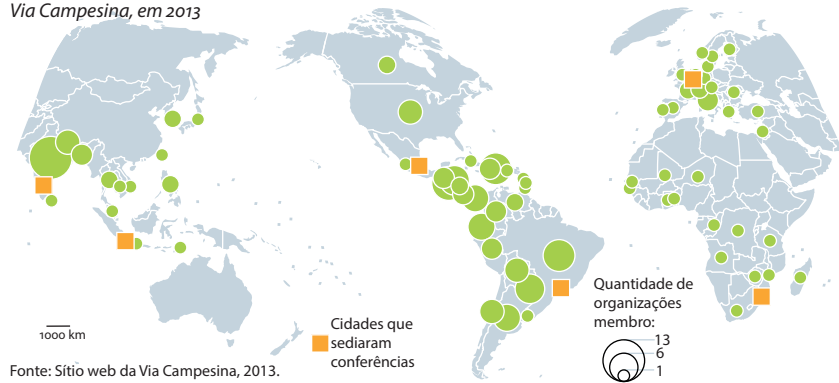 Via Campesina, em 2013
Quantidade de
organizações
membro:
13
6
1
1000 km
Cidades que
sediaram
conferências
Fonte: Sítio web da Via Campesina, 2013.